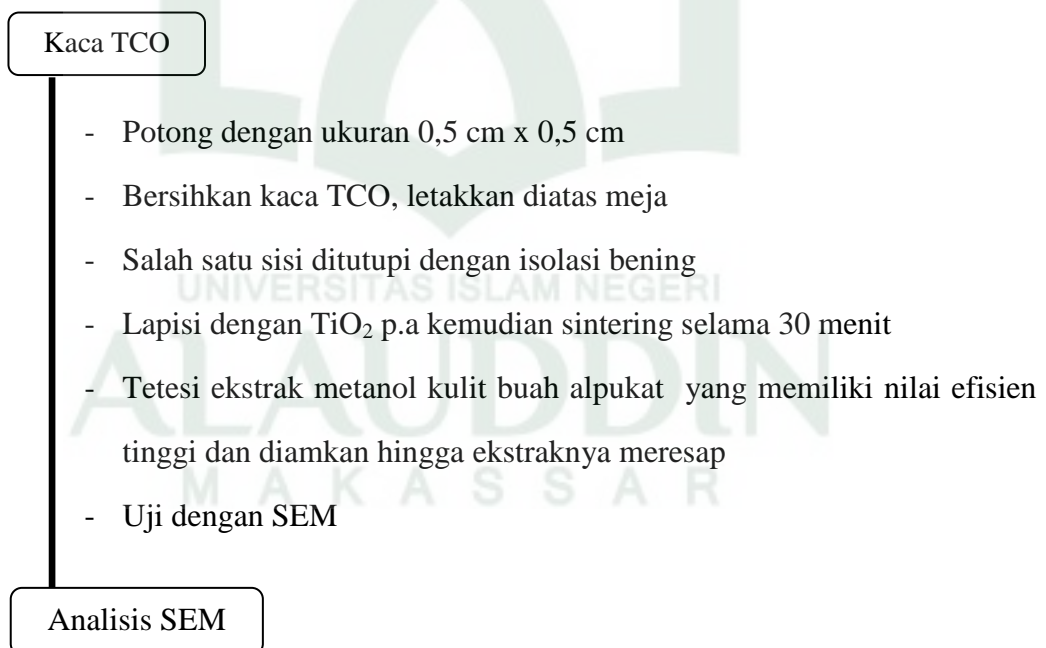 Kaca TCO
- Potong dengan ukuran 0,5 cm x 0,5 cm
- Bersihkan kaca TCO, letakkan diatas meja
- Salah satu sisi ditutupi dengan isolasi bening
UNIVERSITAS ISLAM NEGERI
- Lapisi dengan TiO₂ p.a kemudian sintering selama 30 menit
ALAUDDIN
- Tetesi ekstrak metanol kulit buah alpukat yang memiliki nilai efisien
tinggi dan diamkan hingga ekstraknya meresap
MAKASSAR
- Uji dengan SEM
Analisis SEM